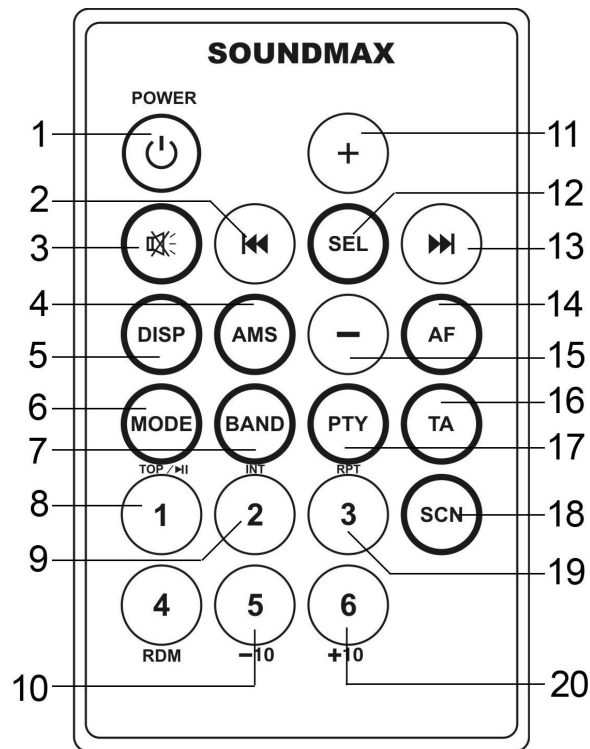 SOUNDMAX
POWER
1
+
11
2
12
3
SEL
13
4
14
DISP
AMS
−
AF
5
15
6
16
MODE
BAND
PTY
TA
7
17
TOP/▶II
INT
RPT
8
1
2
3
SCN
18
9
19
4
5
6
RDM
−10
+10
10
20